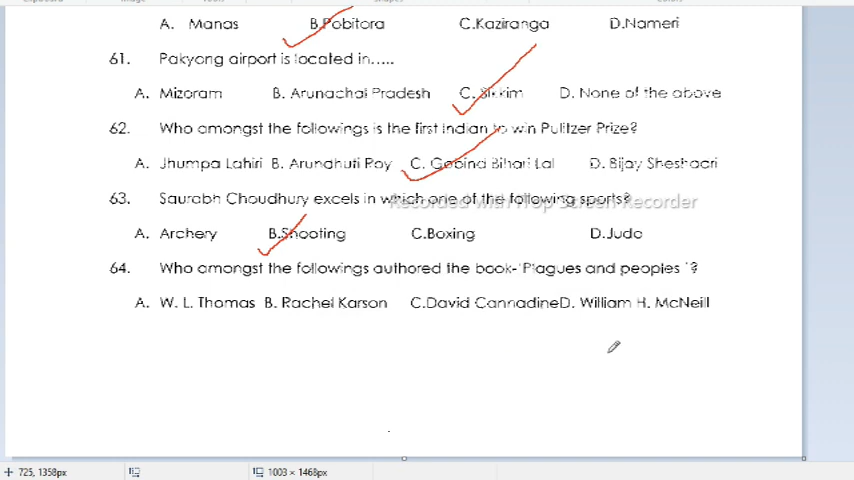 A. Manas B.Pobitora C.Kaziranga D.Nameri
61. Pakyong airport is located in.....
A. Mizoram B. Arunachal Pradesh C. Sikkim D. None of the above
62. Who amongst the followings is the first Indian to win Pulitzer Prize?
A. Jhumpa Lahiri B. Arundhuti Roy C. Gobind Bihari Lal D. Bijay Sheshadri
63. Saurabh Choudhury excels in which one of the following sports?
Recorded with iTop Screen Recorder
A. Archery B.Shooting C.Boxing D.Judo
64. Who amongst the followings authored the book-'Plagues and peoples '?
A. W. L. Thomas B. Rachel Karson C.David CannadineD. William H. McNeill
725, 1358px 1003 × 1468px